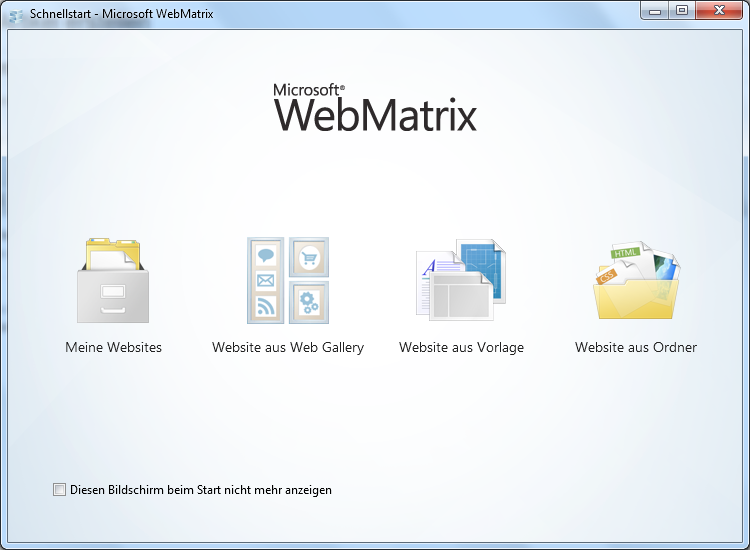 Schnellstart - Microsoft WebMatrix
Microsoft®
WebMatrix
A
HTML
CSS
Meine Websites
Website aus Web Gallery
Website aus Vorlage
Website aus Ordner
Diesen Bildschirm beim Start nicht mehr anzeigen